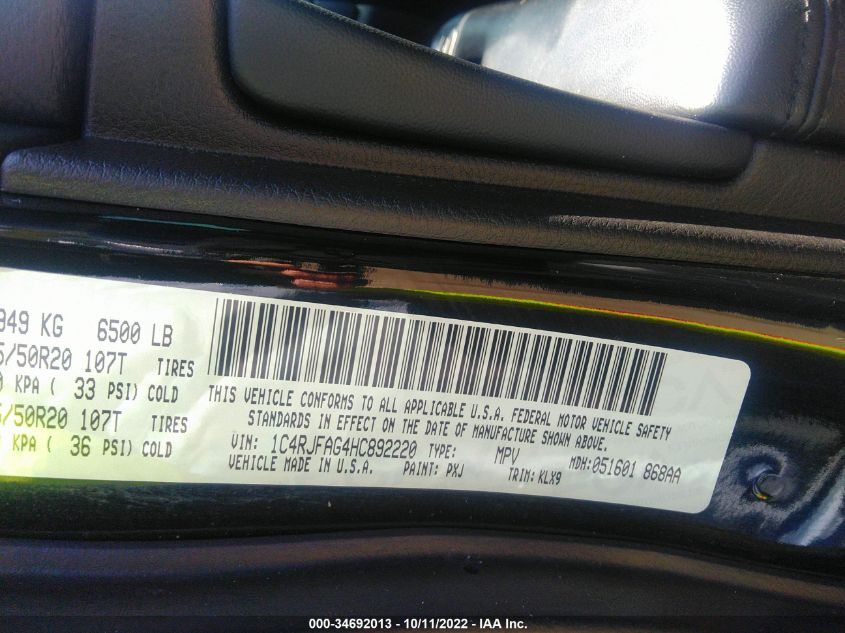 949 KG 6500 LB
/50R20 107T TIRES
KPA ( 33 PSI) COLD
/50R20 107T TIRES
KPA ( 36 PSI) COLD
THIS VEHICLE CONFORMS TO ALL APPLICABLE U.S.A. FEDERAL MOTOR VEHICLE SAFETY
STANDARDS IN EFFECT ON THE DATE OF MANUFACTURE SHOWN ABOVE.
VIN: 1C4RJFAG4HC892220 TYPE: MPV MDH:051601 868AA
VEHICLE MADE IN U.S.A. PAINT: PXJ TRIM: KLX9
000-34692013 - 10/11/2022 - IAA Inc.